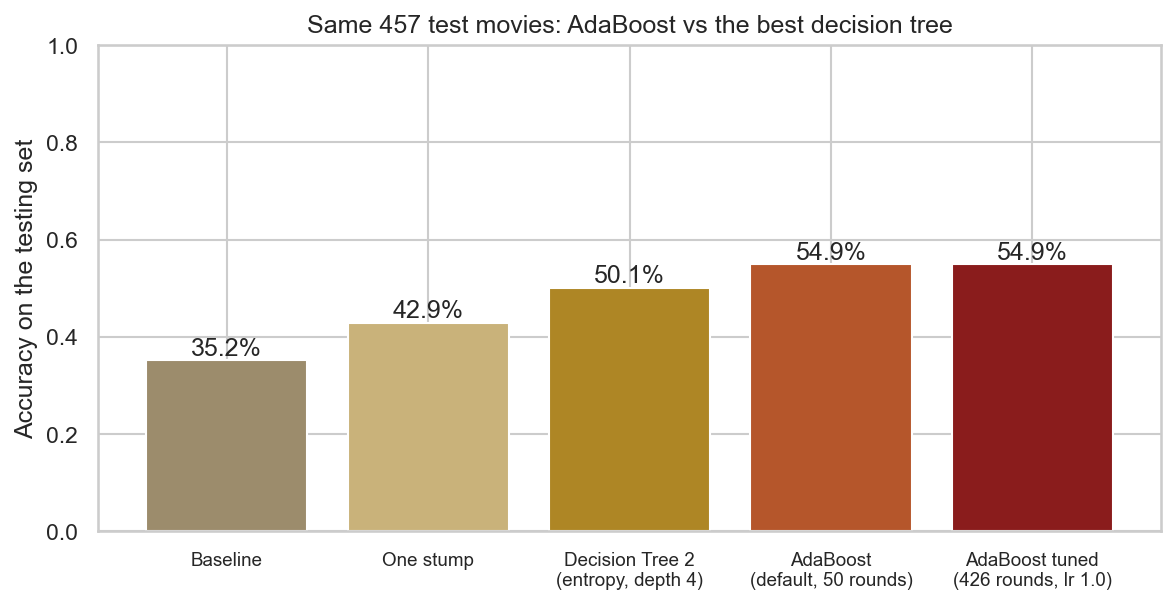 Same 457 test movies: AdaBoost vs the best decision tree
Accuracy on the testing set
1.0
0.8
0.6
0.4
0.2
0.0
35.2%
42.9%
50.1%
54.9%
54.9%
Baseline
One stump
Decision Tree 2
(entropy, depth 4)
AdaBoost
(default, 50 rounds)
AdaBoost tuned
(426 rounds, lr 1.0)